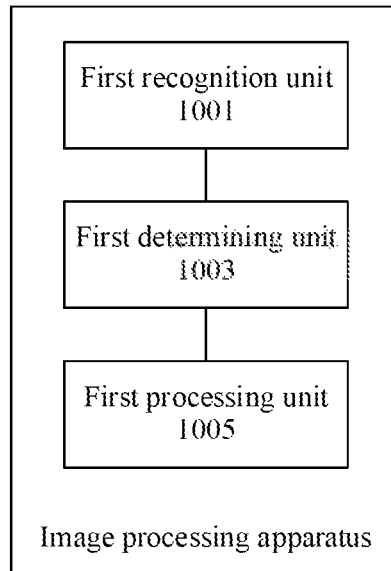 First recognition unit
1001
First determining unit
1003
First processing unit
1005
Image processing apparatus